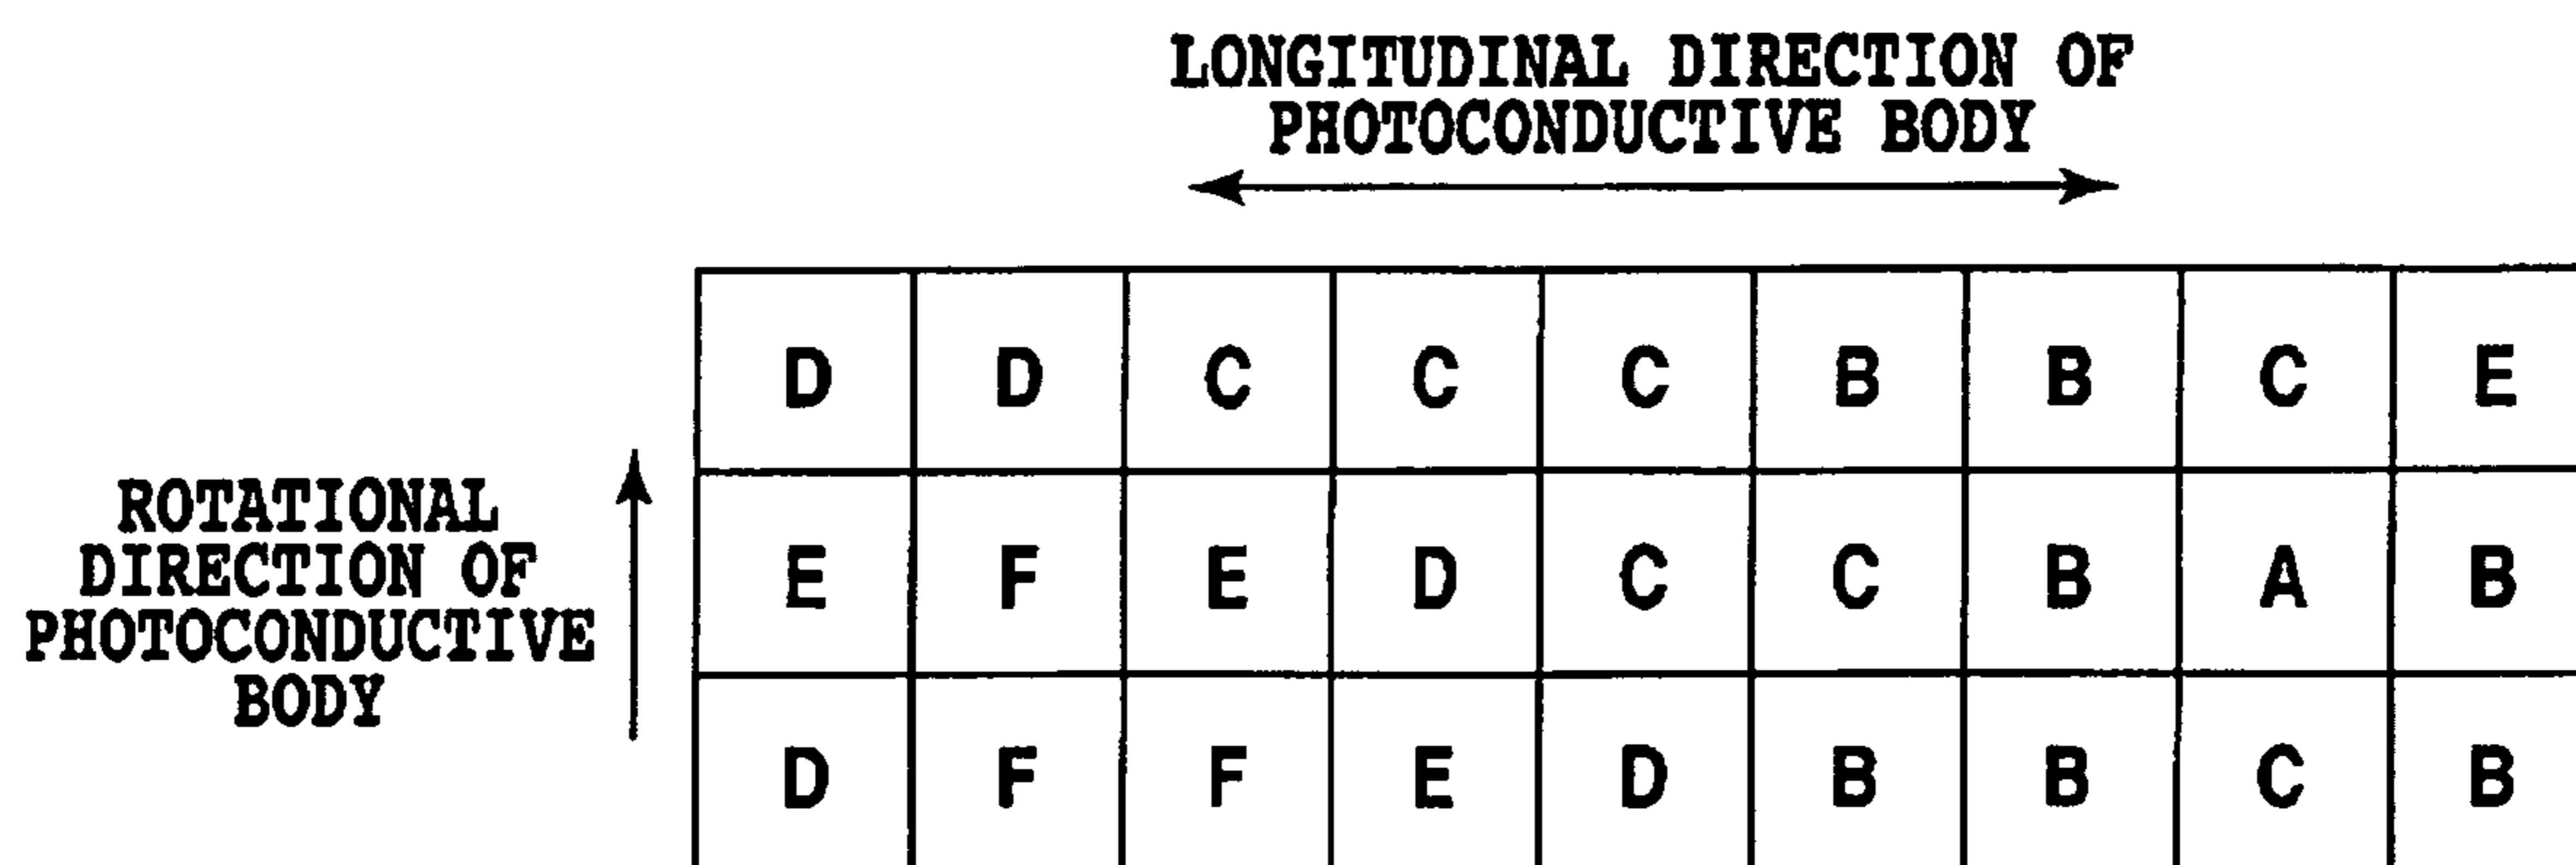 LONGITUDINAL DIRECTION OF
PHOTOCONDUCTIVE BODY
D D C C C B B C E
ROTATIONAL
DIRECTION OF
PHOTOCONDUCTIVE
BODY
E F E D C C B A B
D F F E D B B C B